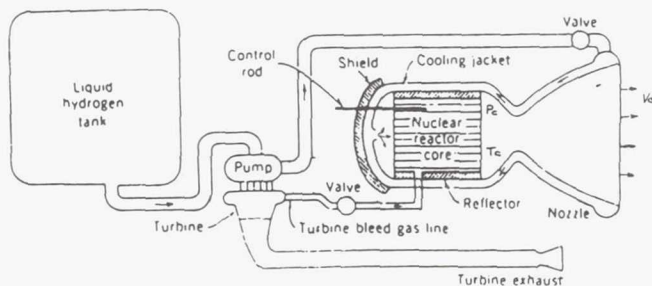 Valve
Control
rod
Shield
Cooling jacket
Liquid
hydrogen
tank
Pc
Nuclear
reactor
core
Tc
Pump
Valve
Reflector
Turbine
Turbine bleed gas line
Nozzle
Turbine exhaust